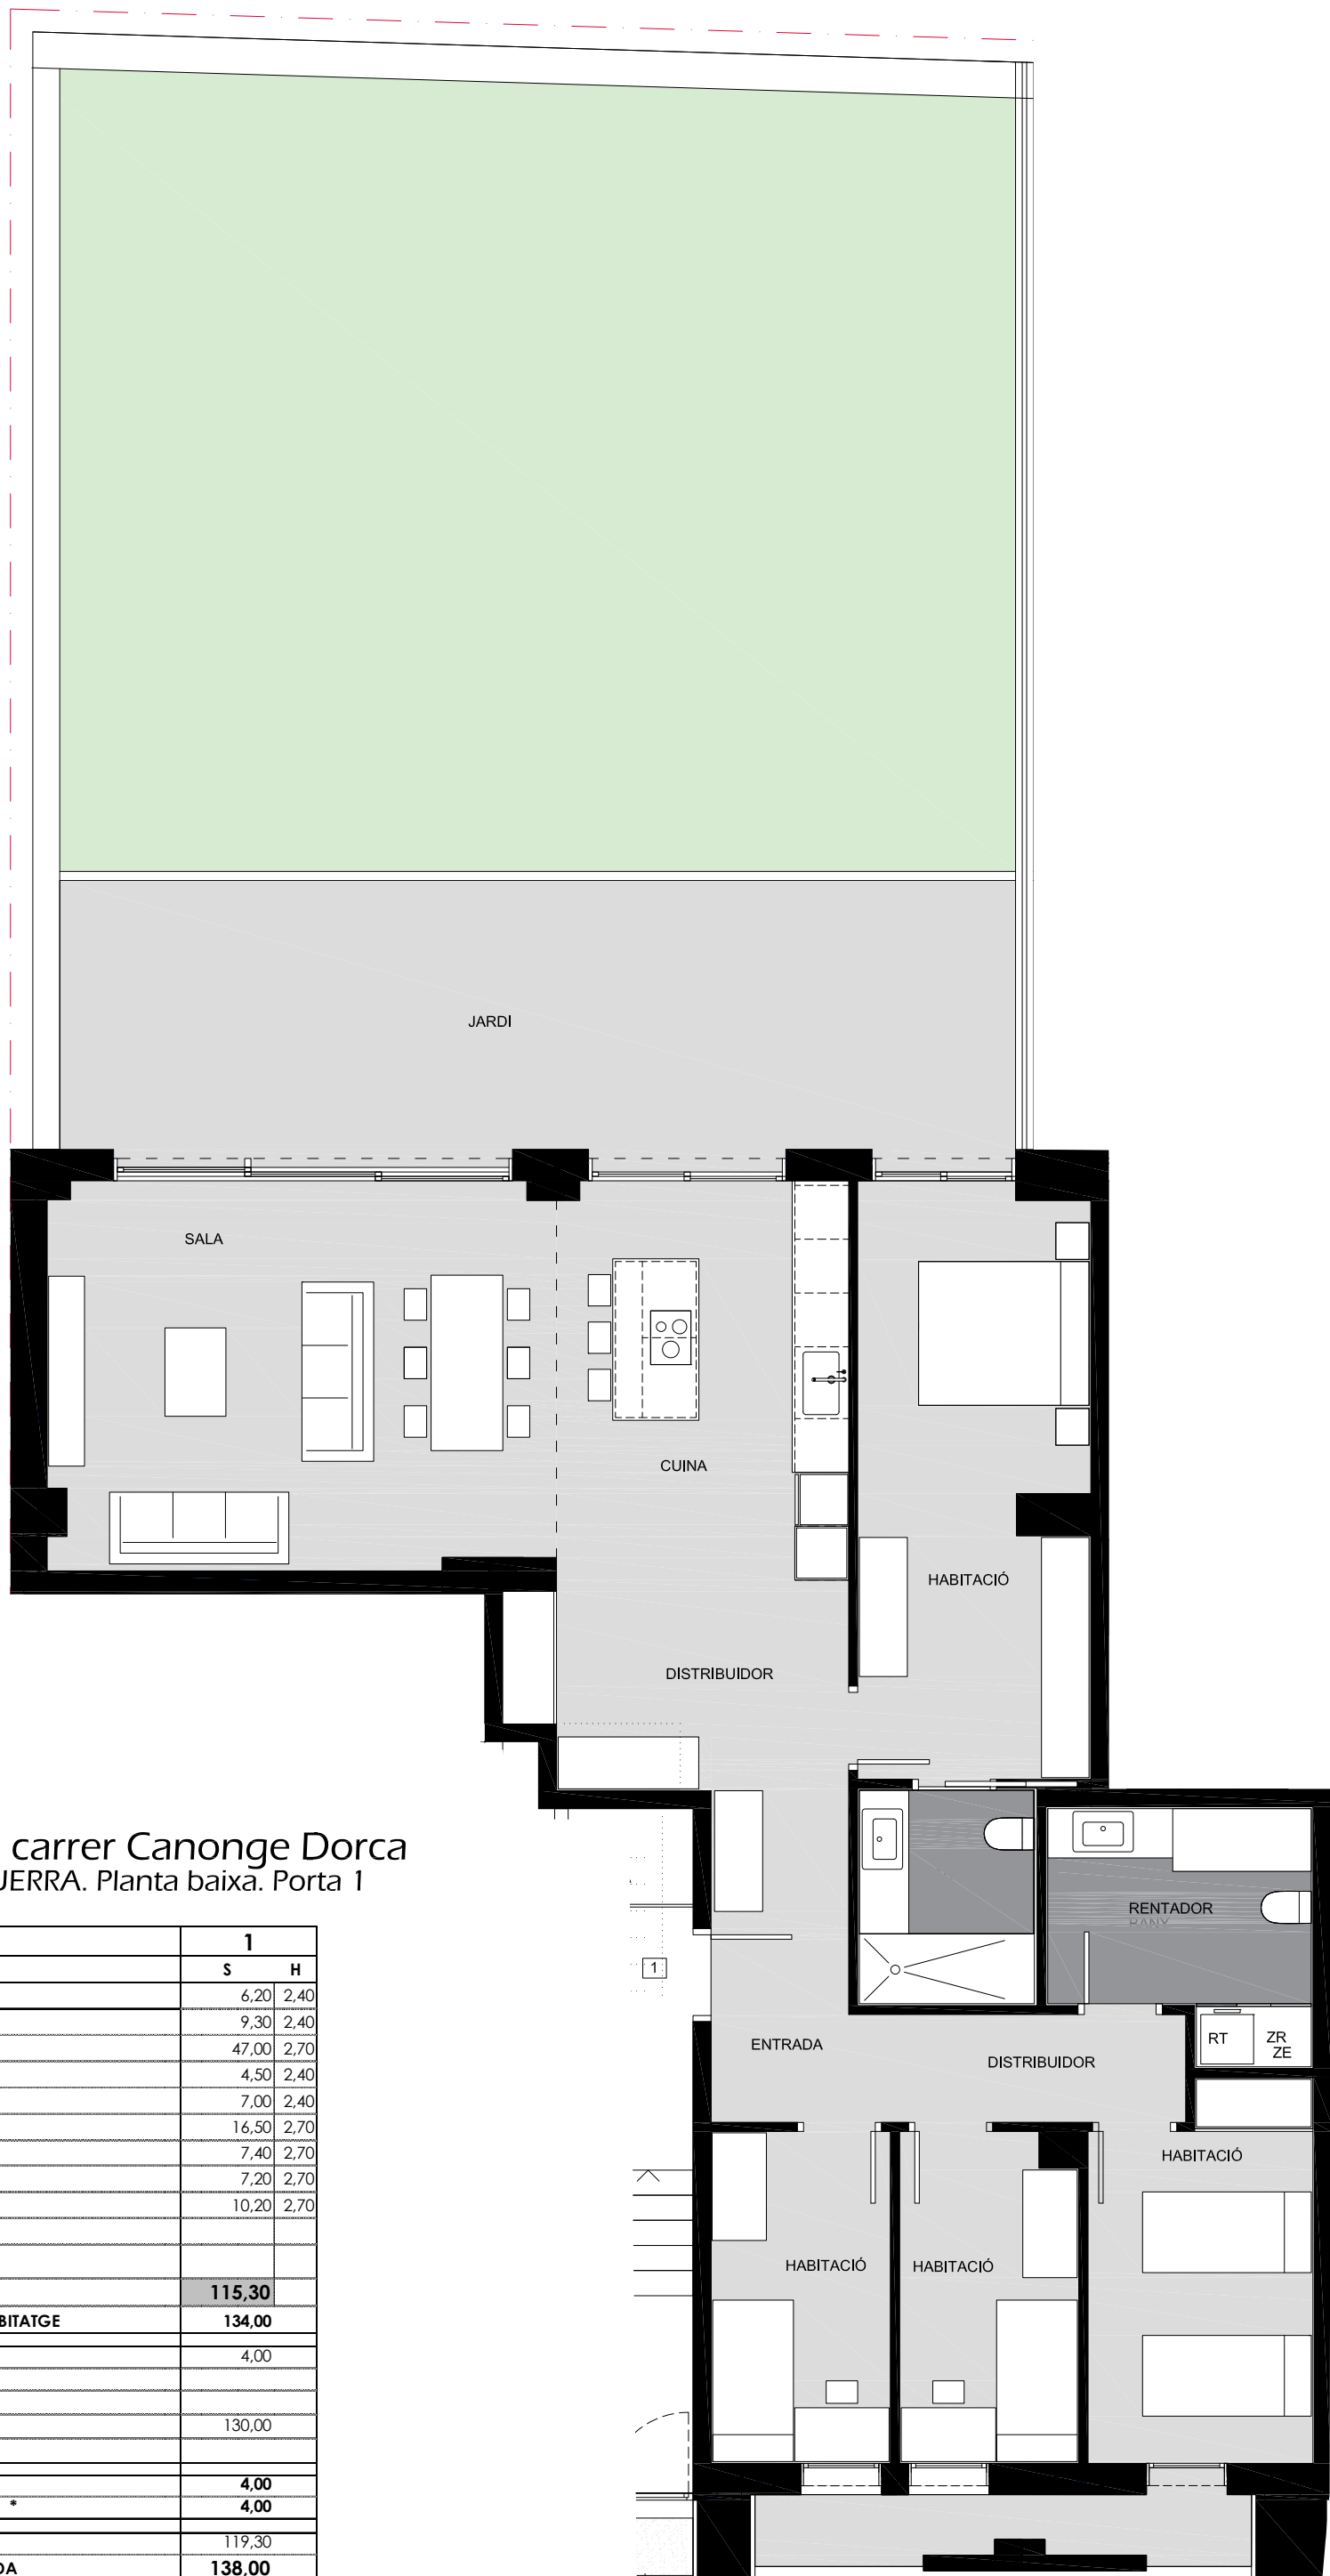 JARDI
SALA
CUINA
HABITACIÓ
DISTRIBUIDOR
carrer Canonge Dorca
UERRA. Planta baixa. Porta 1
RENTADOR
BANY
1
S H
1
6,20 2,40
9,30 2,40
47,00 2,70
RT ZR
ZE
ENTRADA
DISTRIBUIDOR
4,50 2,40
7,00 2,40
16,50 2,70
7,40 2,70
HABITACIÓ
7,20 2,70
10,20 2,70
HABITACIÓ HABITACIÓ
115,30
BITATGE 134,00
4,00
130,00
4,00
* 4,00
119,30
DA 138,00